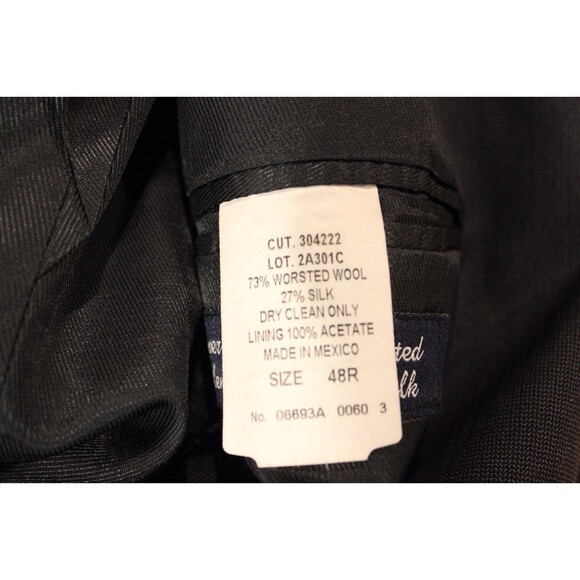 CUT. 304222
LOT. 2A301C
73% WORSTED WOOL
27% SILK
DRY CLEAN ONLY
LINING 100% ACETATE
MADE IN MEXICO
SIZE 48R
No. 06693A 0060 3